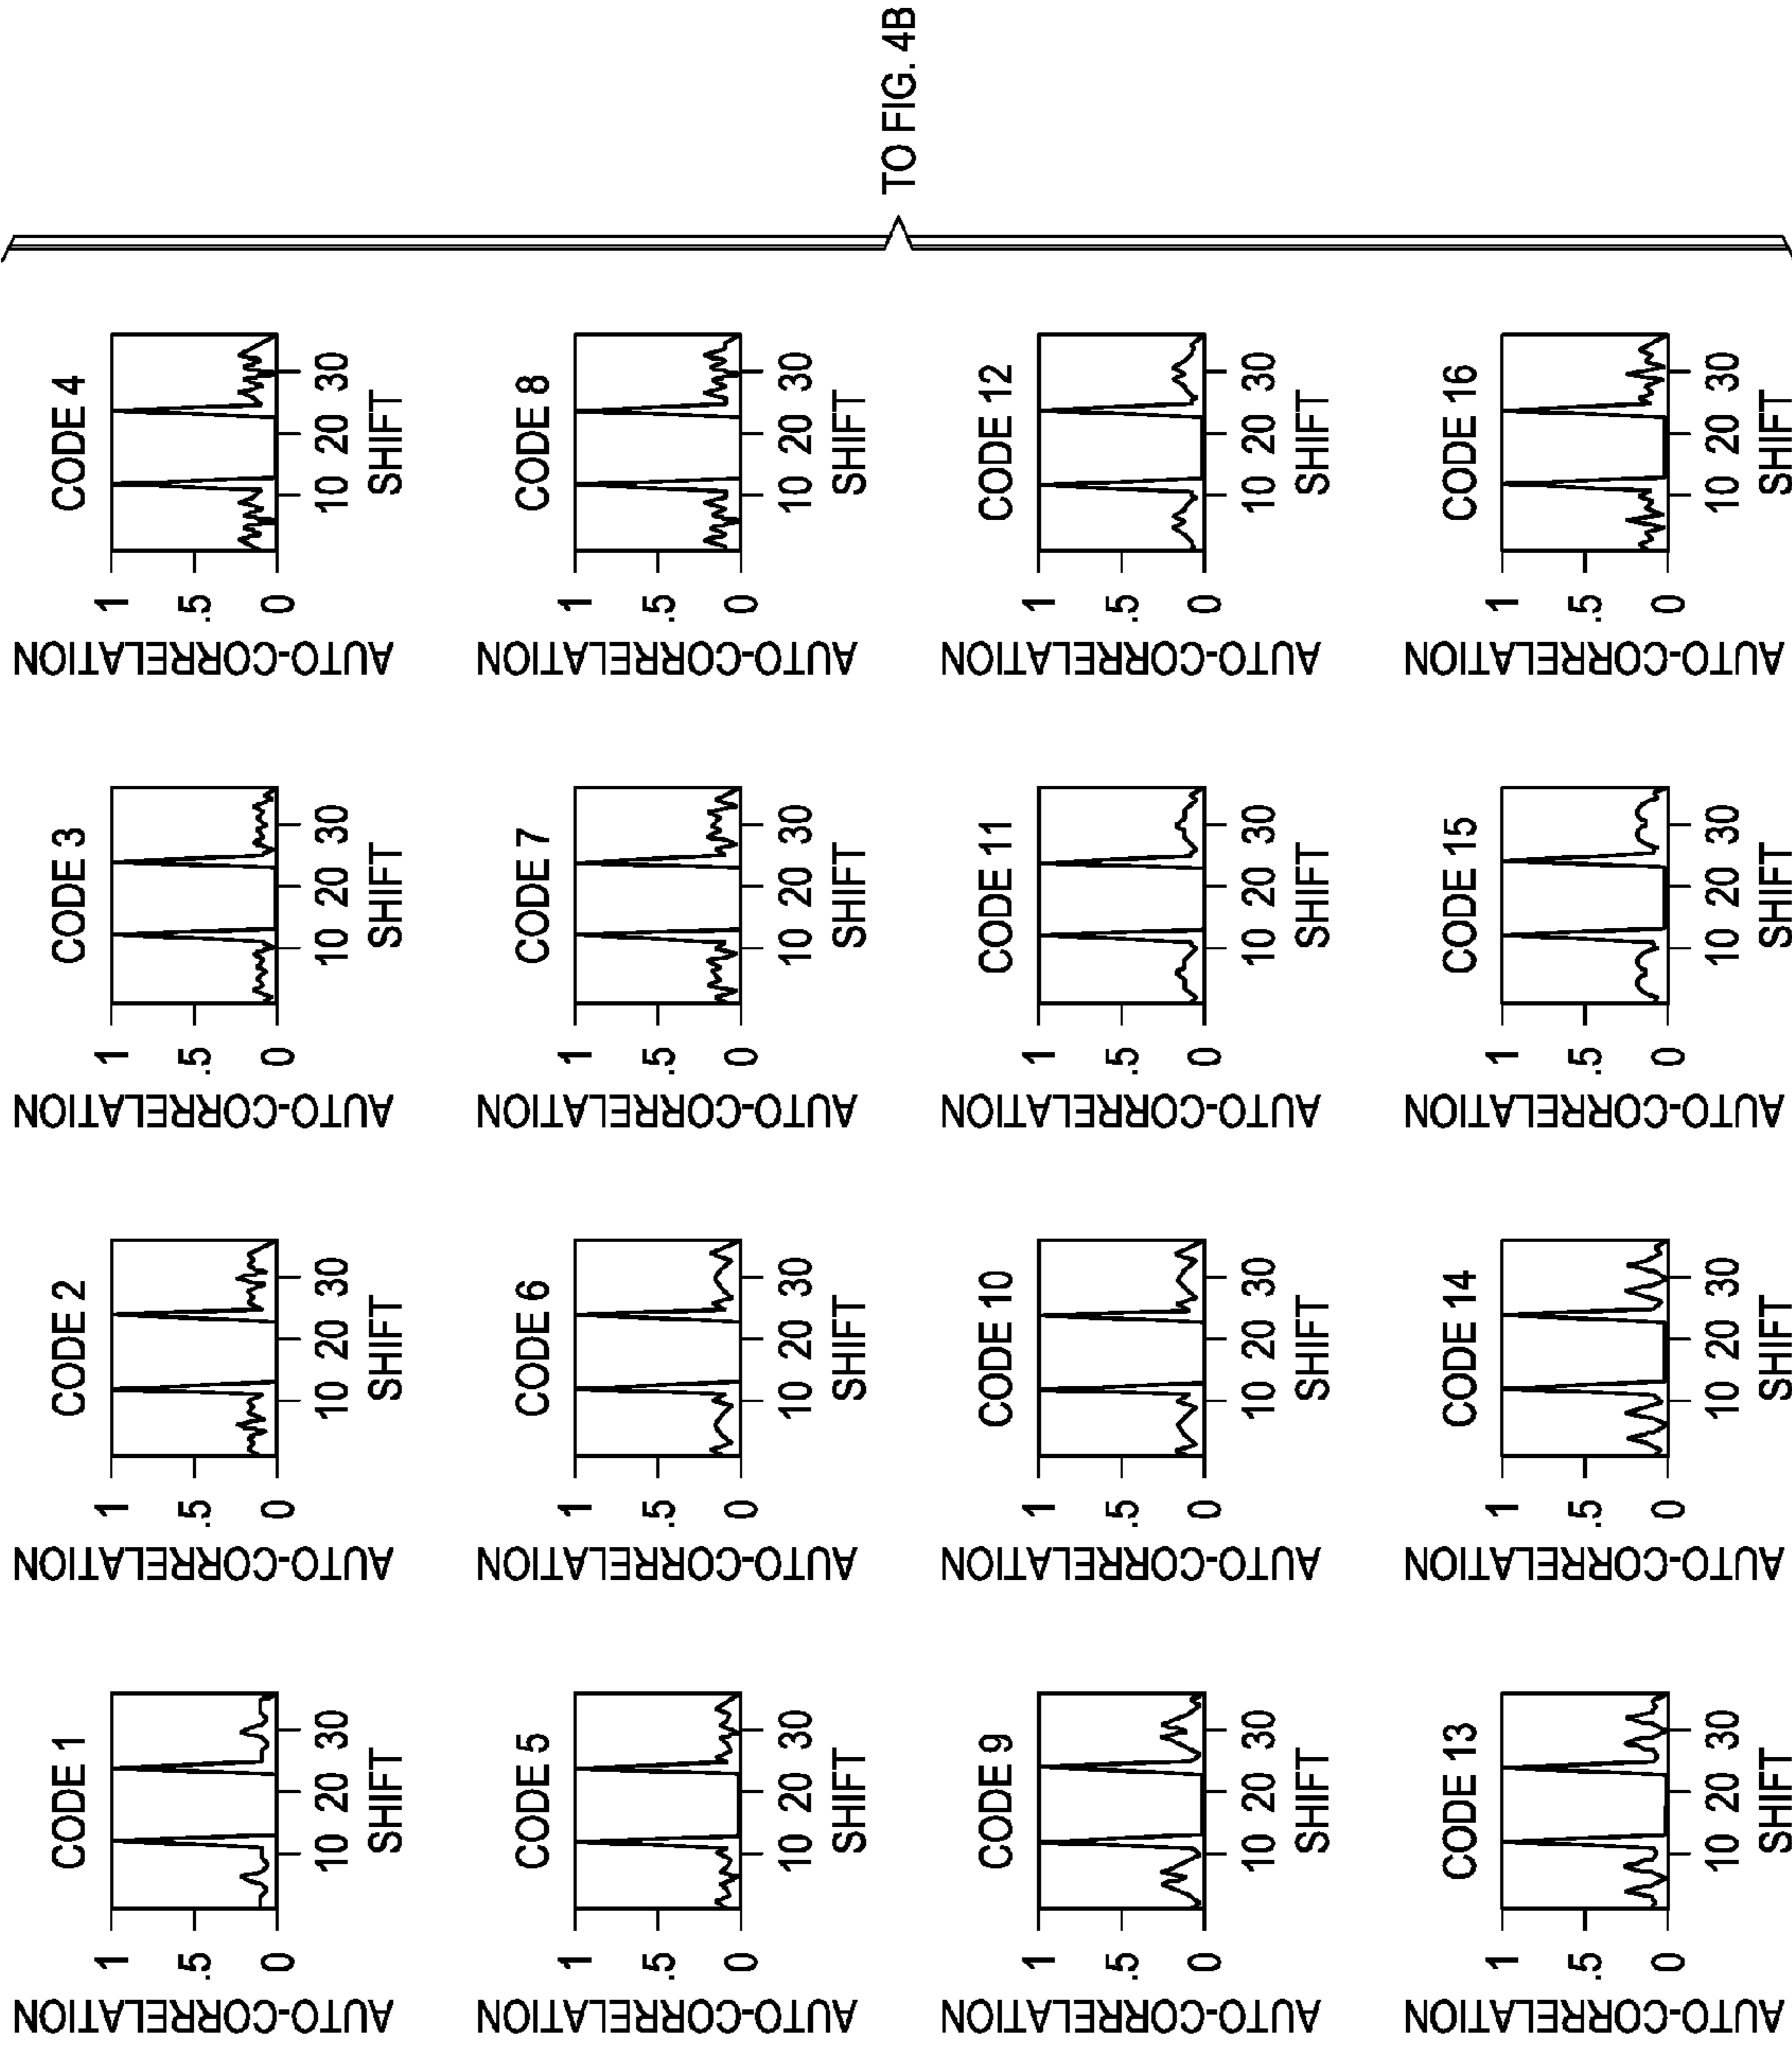 CODE 1
AUTO-CORRELATION
1
.5
0
10 20 30
SHIFT
CODE 2
AUTO-CORRELATION
1
.5
0
10 20 30
SHIFT
CODE 3
AUTO-CORRELATION
1
.5
0
10 20 30
SHIFT
CODE 4
AUTO-CORRELATION
1
.5
0
10 20 30
SHIFT
CODE 5
AUTO-CORRELATION
1
.5
0
10 20 30
SHIFT
CODE 6
AUTO-CORRELATION
1
.5
0
10 20 30
SHIFT
CODE 7
AUTO-CORRELATION
1
.5
0
10 20 30
SHIFT
CODE 8
AUTO-CORRELATION
1
.5
0
10 20 30
SHIFT
CODE 9
AUTO-CORRELATION
1
.5
0
10 20 30
SHIFT
CODE 10
AUTO-CORRELATION
1
.5
0
10 20 30
SHIFT
CODE 11
AUTO-CORRELATION
1
.5
0
10 20 30
SHIFT
CODE 12
AUTO-CORRELATION
1
.5
0
10 20 30
SHIFT
CODE 13
AUTO-CORRELATION
1
.5
0
10 20 30
SHIFT
CODE 14
AUTO-CORRELATION
1
.5
0
10 20 30
SHIFT
CODE 15
AUTO-CORRELATION
1
.5
0
10 20 30
SHIFT
CODE 16
AUTO-CORRELATION
1
.5
0
10 20 30
SHIFT
TO FIG. 4B